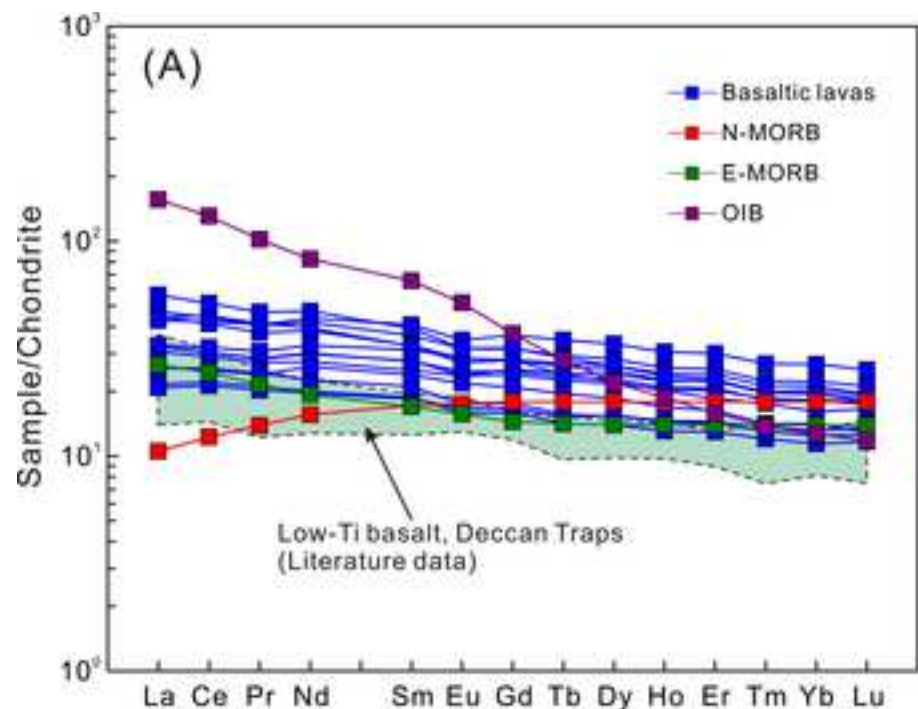 (A)
Basaltic lavas
N-MORB
E-MORB
OIB
10³
10²
10¹
10⁰
Sample/Chondrite
Low-Ti basalt, Deccan Traps
(Literature data)
La Ce Pr Nd Sm Eu Gd Tb Dy Ho Er Tm Yb Lu